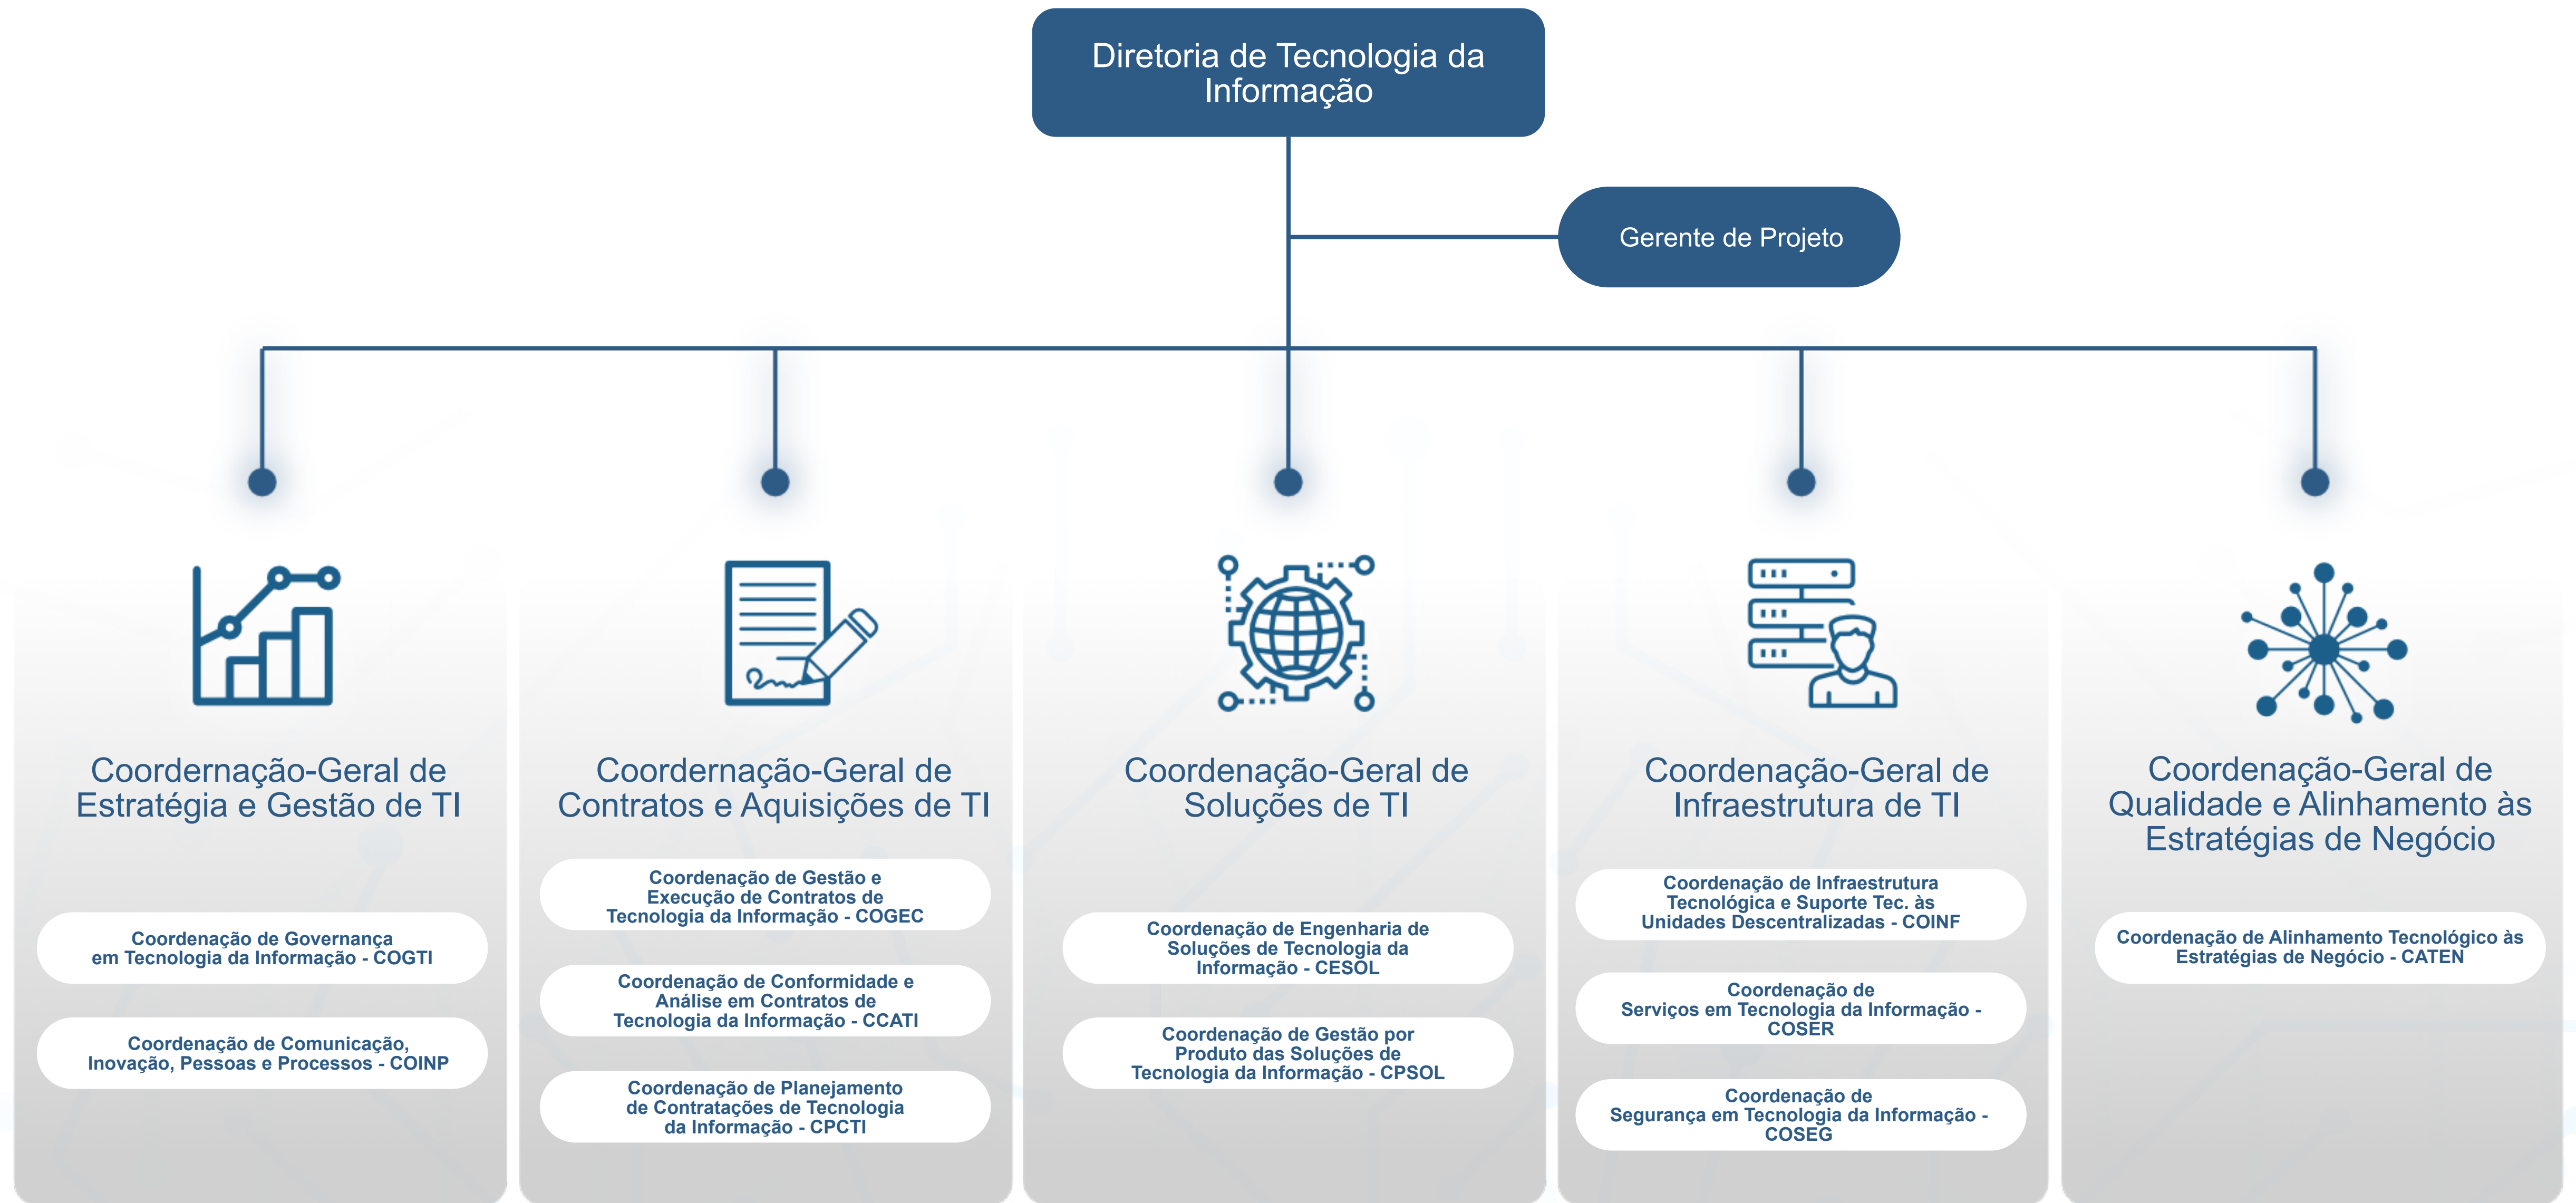 Diretoria de Tecnologia da
Informação
Gerente de Projeto
Coordernação-Geral de
Estratégia e Gestão de TI
Coordenação de Governança
em Tecnologia da Informação - COGTI
Coordenação de Comunicação,
Inovação, Pessoas e Processos - COINP
Coordernação-Geral de
Contratos e Aquisições de TI
Coordenação de Gestão e
Execução de Contratos de
Tecnologia da Informação - COGEC
Coordenação de Conformidade e
Análise em Contratos de
Tecnologia da Informação - CCATI
Coordenação de Planejamento
de Contratações de Tecnologia
da Informação - CPCTI
Coordenação-Geral de
Soluções de TI
Coordenação de Engenharia de
Soluções de Tecnologia da
Informação - CESOL
Coordenação de Gestão por
Produto das Soluções de
Tecnologia da Informação - CPSOL
Coordenação-Geral de
Infraestrutura de TI
Coordenação de Infraestrutura
Tecnológica e Suporte Tec. às
Unidades Descentralizadas - COINF
Coordenação de
Serviços em Tecnologia da Informação -
COSER
Coordenação de
Segurança em Tecnologia da Informação -
COSEG
Coordenação-Geral de
Qualidade e Alinhamento às
Estratégias de Negócio
Coordenação de Alinhamento Tecnológico às
Estratégias de Negócio - CATEN